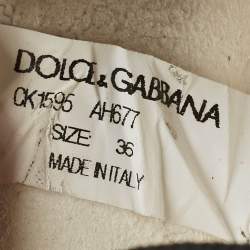 DOLCE & GABBANA
CK1595 AH677
SIZE: 36
MADE IN ITALY